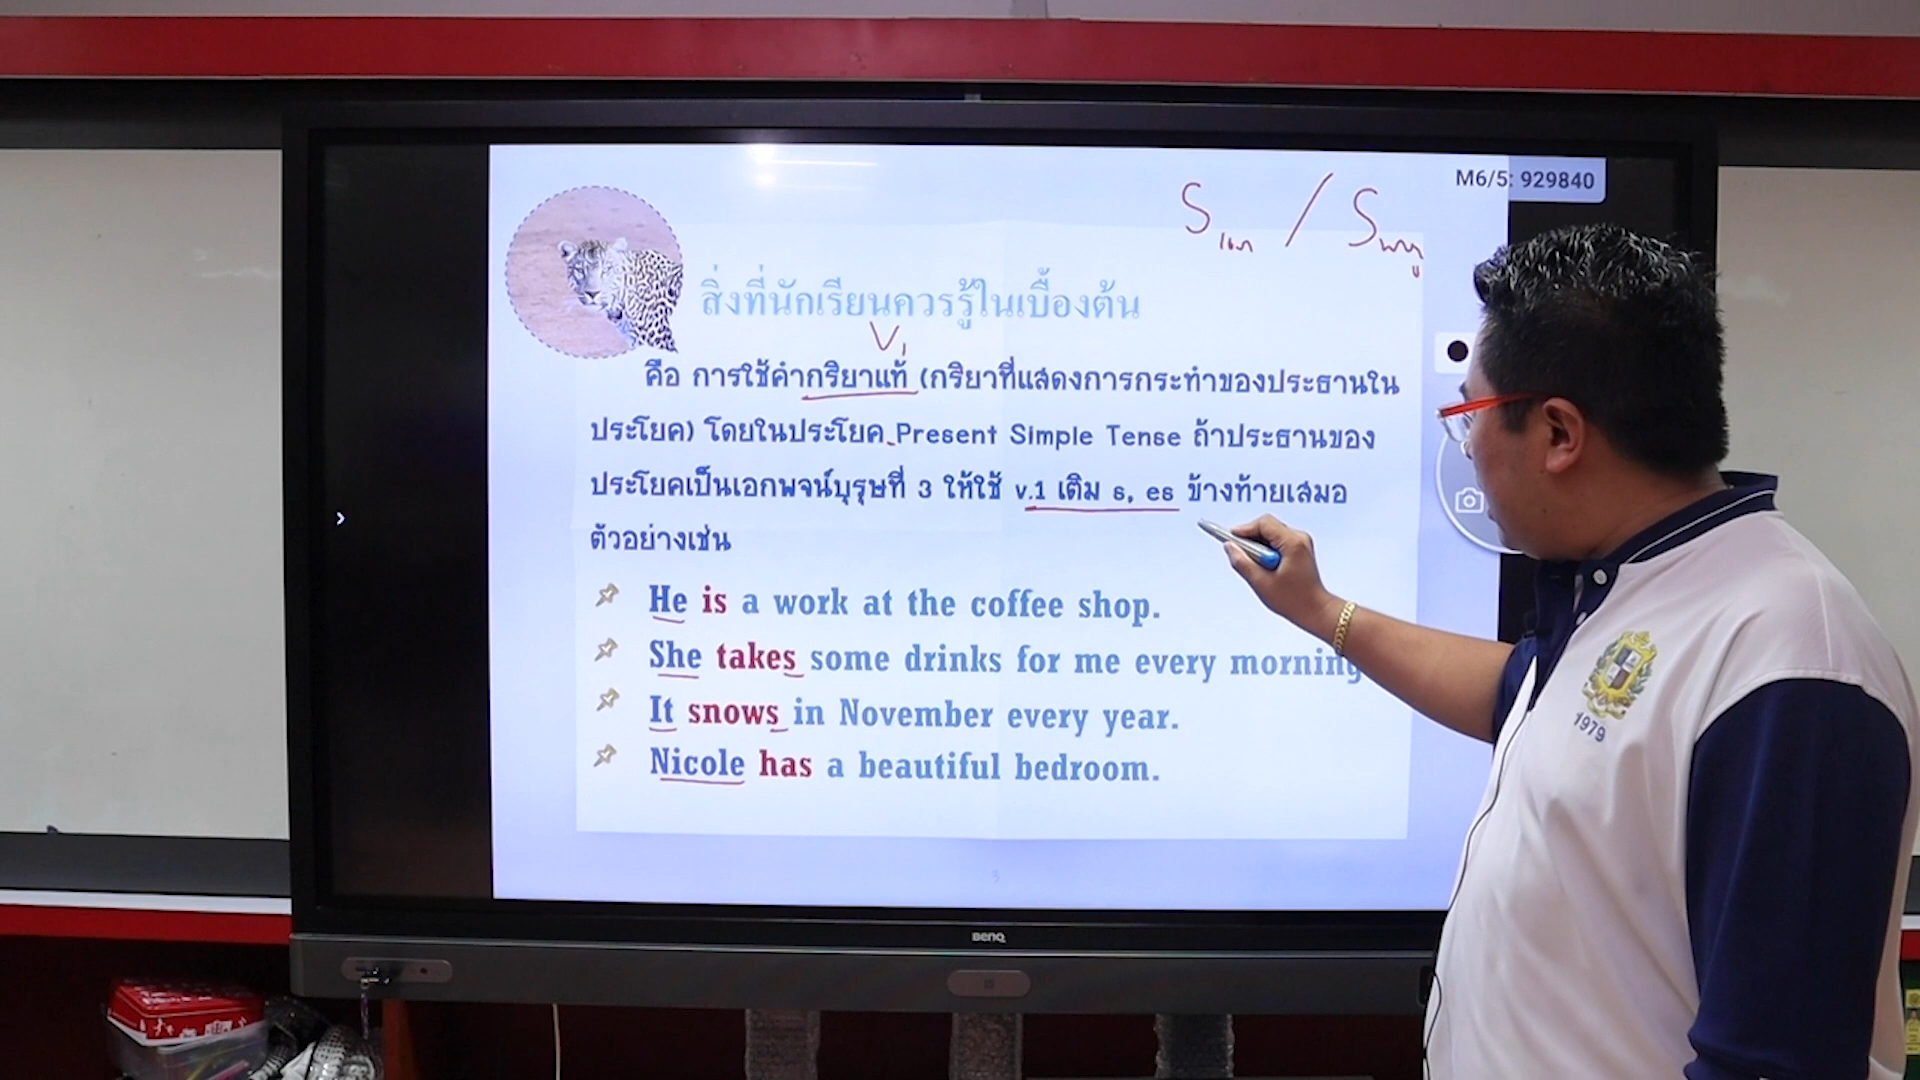 M6/5: 929840
S เอก / S พหู
สิ่งที่นักเรียนควรรู้ในเบื้องต้น
V1
คือ การใช้คำกริยาแท้ (กริยาที่แสดงการกระทำของประธานใน
ประโยค) โดยในประโยค Present Simple Tense ถ้าประธานของ
ประโยคเป็นเอกพจน์บุรุษที่ 3 ให้ใช้ v.1 เติม s, es ข้างท้ายเสมอ
ตัวอย่างเช่น
He is a work at the coffee shop.
She takes some drinks for me every morning
It snows in November every year.
Nicole has a beautiful bedroom.
3
BenQ
1979